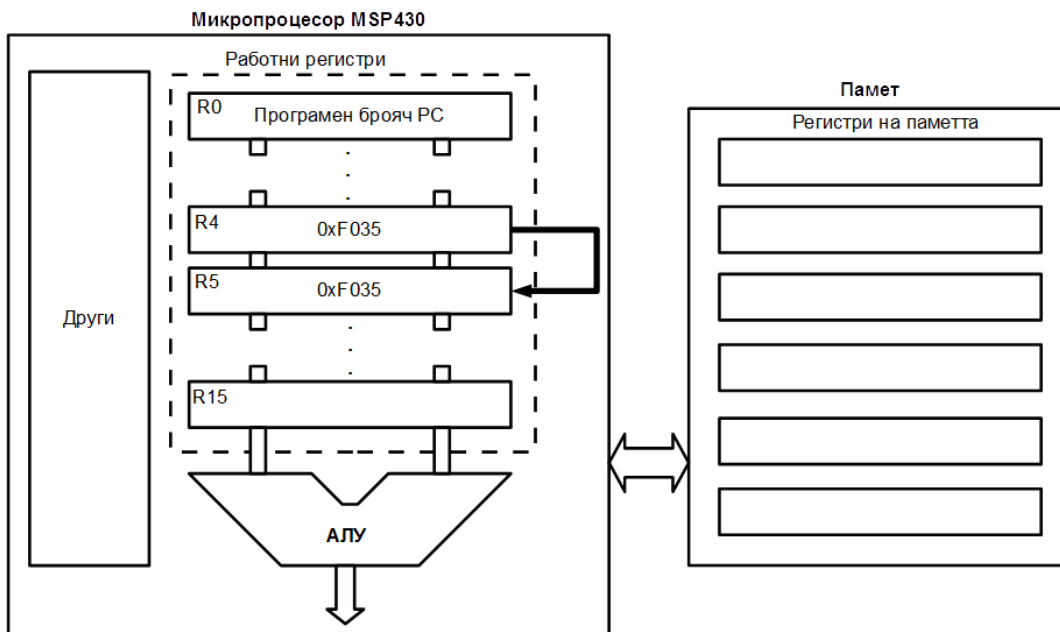 Микропроцесор MSP430
Работни регистри
R0
Програмен брояч PC
R4
0xF035
R5
0xF035
R15
Други
АЛУ
Памет
Регистри на паметта